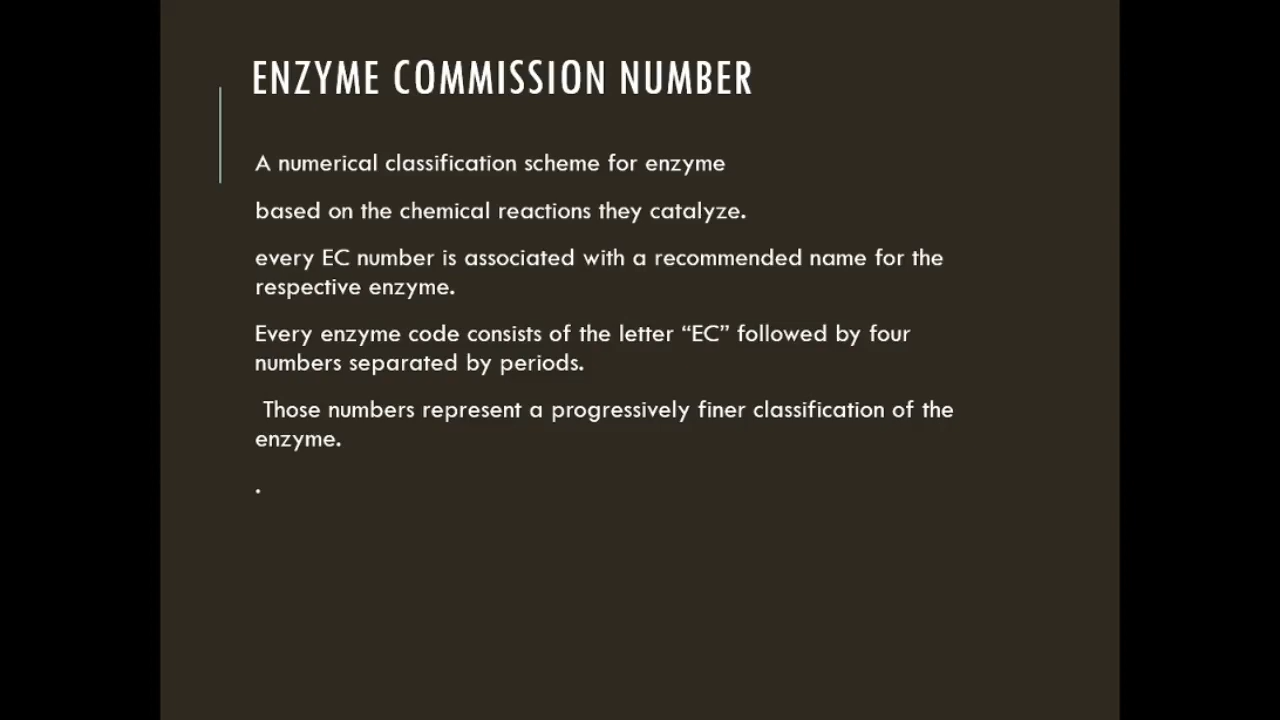 ENZYME COMMISSION NUMBER
A numerical classification scheme for enzyme
based on the chemical reactions they catalyze.
every EC number is associated with a recommended name for the
respective enzyme.
Every enzyme code consists of the letter “EC” followed by four
numbers separated by periods.
Those numbers represent a progressively finer classification of the
enzyme.
.